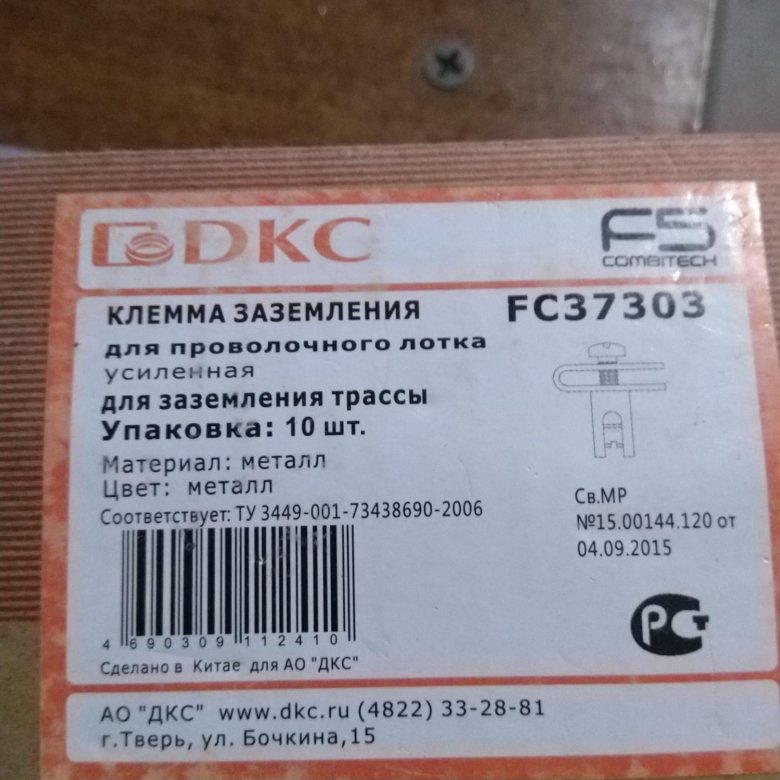 DKC
F5
COMBITECH
КЛЕММА ЗАЗЕМЛЕНИЯ
FC37303
для проволочного лотка
усиленная
для заземления трассы
Упаковка: 10 шт.
Материал: металл
Цвет: металл
Соответствует: ТУ 3449-001-73438690-2006
Св.МР
№15.00144.120 от
04.09.2015
4 690309 112410
РСТ
Сделано в Китае для АО "ДКС"
АО "ДКС" www.dkc.ru (4822) 33-28-81
г.Тверь, ул. Бочкина,15